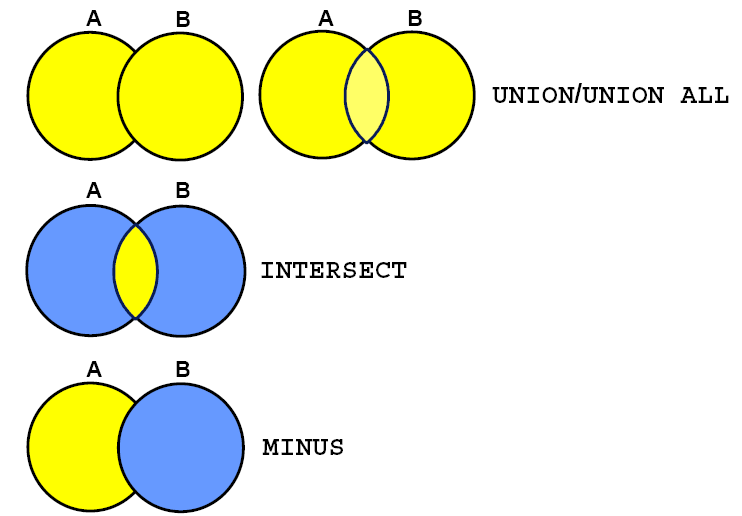 A B A B
UNION/UNION ALL
A B
INTERSECT
A B
MINUS